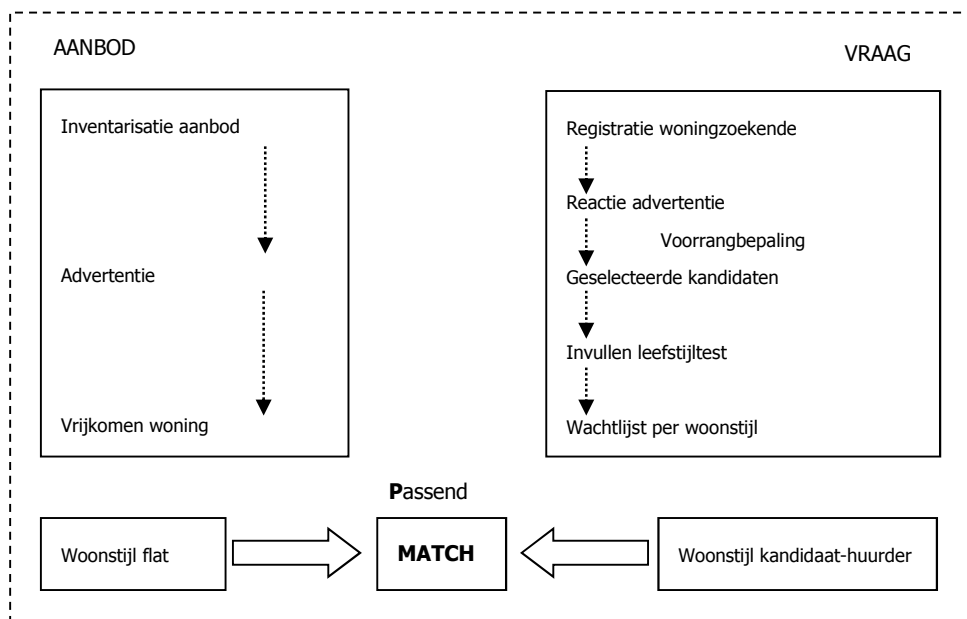 AANBOD
VRAAG
Inventarisatie aanbod
Advertentie
Vrijkomen woning
Registratie woningzoekende
Reactie advertentie
Voorrangbepaling
Geselecteerde kandidaten
Invullen leefstijltest
Wachtlijst per woonstijl
Passend
Woonstijl flat
MATCH
Woonstijl kandidaat-huurder